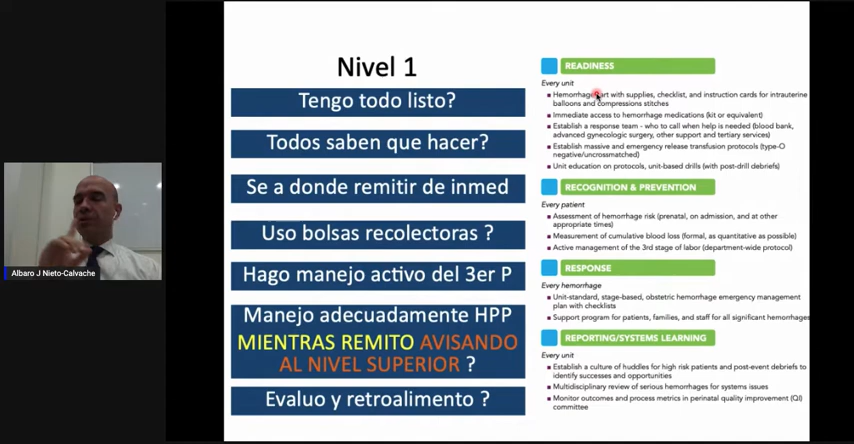 Nivel 1
Tengo todo listo?
Todos saben que hacer?
Se a donde remitir de inmed
Uso bolsas recolectoras ?
Hago manejo activo del 3er P
Manejo adecuadamente HPP
MIENTRAS REMITO AVISANDO
AL NIVEL SUPERIOR ?
Evaluo y retroalimento ?
READINESS
Every unit
■ Hemorrhage cart with supplies, checklist, and instruction cards for intrauterine
balloons and compressions stitches
■ Immediate access to hemorrhage medications (kit or equivalent)
■ Establish a response team - who to call when help is needed (blood bank,
advanced gynecologic surgery, other support and tertiary services)
■ Establish massive and emergency release transfusion protocols (type-O
negative/uncrossmatched)
■ Unit education on protocols, unit-based drills (with post-drill debriefs)
RECOGNITION & PREVENTION
Every patient
■ Assessment of hemorrhage risk (prenatal, on admission, and at other
appropriate times)
■ Measurement of cumulative blood loss (formal, as quantitative as possible)
■ Active management of the 3rd stage of labor (department-wide protocol)
RESPONSE
Every hemorrhage
■ Unit-standard, stage-based, obstetric hemorrhage emergency management
plan with checklists
■ Support program for patients, families, and staff for all significant hemorrhages
REPORTING/SYSTEMS LEARNING
Every unit
■ Establish a culture of huddles for high risk patients and post-event debriefs to
identify successes and opportunities
■ Multidisciplinary review of serious hemorrhages for systems issues
■ Monitor outcomes and process metrics in perinatal quality improvement (QI)
committee
Albaro J Nieto-Calvache